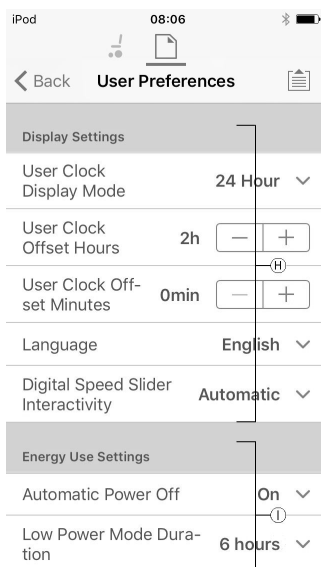 iPod 08:06
Back User Preferences
Display Settings
User Clock
Display Mode 24 Hour
User Clock
Offset Hours 2h − +
User Clock Off-
set Minutes 0min − +
H
Language English
Digital Speed Slider
Interactivity Automatic
Energy Use Settings
Automatic Power Off On
I
Low Power Mode Dura-
tion 6 hours